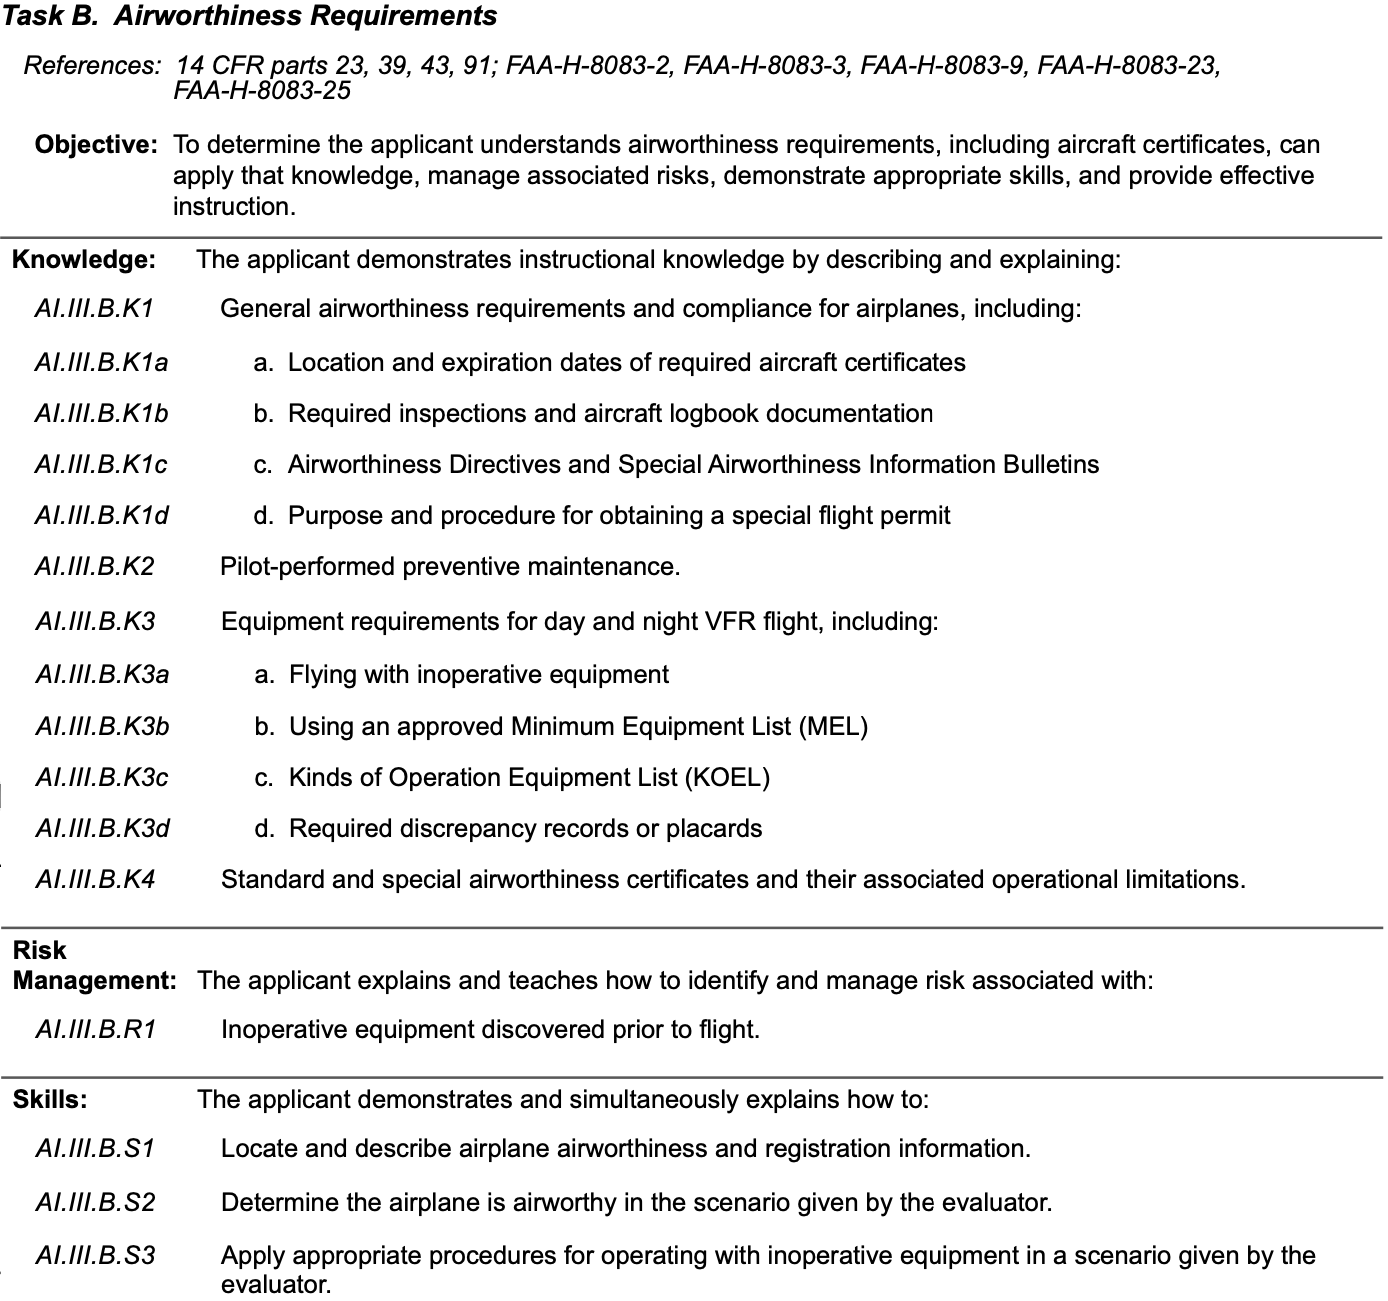 Task B. Airworthiness Requirements
References: 14 CFR parts 23, 39, 43, 91; FAA-H-8083-2, FAA-H-8083-3, FAA-H-8083-9, FAA-H-8083-23,
FAA-H-8083-25
Objective: To determine the applicant understands airworthiness requirements, including aircraft certificates, can
apply that knowledge, manage associated risks, demonstrate appropriate skills, and provide effective
instruction.
Knowledge: The applicant demonstrates instructional knowledge by describing and explaining:
AI.III.B.K1 General airworthiness requirements and compliance for airplanes, including:
AI.III.B.K1a a. Location and expiration dates of required aircraft certificates
AI.III.B.K1b b. Required inspections and aircraft logbook documentation
AI.III.B.K1c c. Airworthiness Directives and Special Airworthiness Information Bulletins
AI.III.B.K1d d. Purpose and procedure for obtaining a special flight permit
AI.III.B.K2 Pilot-performed preventive maintenance.
AI.III.B.K3 Equipment requirements for day and night VFR flight, including:
AI.III.B.K3a a. Flying with inoperative equipment
AI.III.B.K3b b. Using an approved Minimum Equipment List (MEL)
AI.III.B.K3c c. Kinds of Operation Equipment List (KOEL)
AI.III.B.K3d d. Required discrepancy records or placards
AI.III.B.K4 Standard and special airworthiness certificates and their associated operational limitations.
Risk
Management: The applicant explains and teaches how to identify and manage risk associated with:
AI.III.B.R1 Inoperative equipment discovered prior to flight.
Skills: The applicant demonstrates and simultaneously explains how to:
AI.III.B.S1 Locate and describe airplane airworthiness and registration information.
AI.III.B.S2 Determine the airplane is airworthy in the scenario given by the evaluator.
AI.III.B.S3 Apply appropriate procedures for operating with inoperative equipment in a scenario given by the
evaluator.